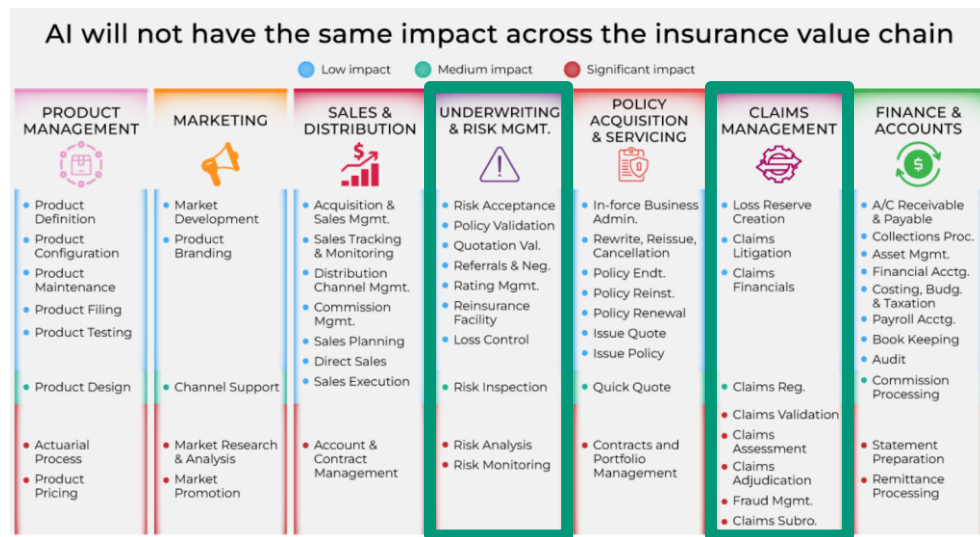 AI will not have the same impact across the insurance value chain
Low impact
Medium impact
Significant impact
PRODUCT
MANAGEMENT
Product
Definition
Product
Configuration
Product
Maintenance
Product Filing
Product Testing
Product Design
Actuarial
Process
Product
Pricing
MARKETING
Market
Development
Product
Branding
Channel Support
Market Research
& Analysis
Market
Promotion
SALES &
DISTRIBUTION
Acquisition &
Sales Mgmt.
Sales Tracking
& Monitoring
Distribution
Channel Mgmt.
Commission
Mgmt.
Sales Planning
Direct Sales
Sales Execution
Account &
Contract
Management
UNDERWRITING
& RISK MGMT.
Risk Acceptance
Policy Validation
Quotation Val.
Referrals & Neg.
Rating Mgmt.
Reinsurance
Facility
Loss Control
Risk Inspection
Risk Analysis
Risk Monitoring
POLICY
ACQUISITION
& SERVICING
In-force Business
Admin.
Rewrite, Reissue,
Cancellation
Policy Endt.
Policy Reinst.
Policy Renewal
Issue Quote
Issue Policy
Quick Quote
Contracts and
Portfolio
Management
CLAIMS
MANAGEMENT
Loss Reserve
Creation
Claims
Litigation
Claims
Financials
Claims Reg.
Claims Validation
Claims
Assessment
Claims
Adjudication
Fraud Mgmt.
Claims Subro.
FINANCE &
ACCOUNTS
A/C Receivable
& Payable
Collections Proc.
Asset Mgmt.
Financial Acctg.
Costing, Budg.
& Taxation
Payroll Acctg.
Book Keeping
Audit
Commission
Processing
Statement
Preparation
Remittance
Processing